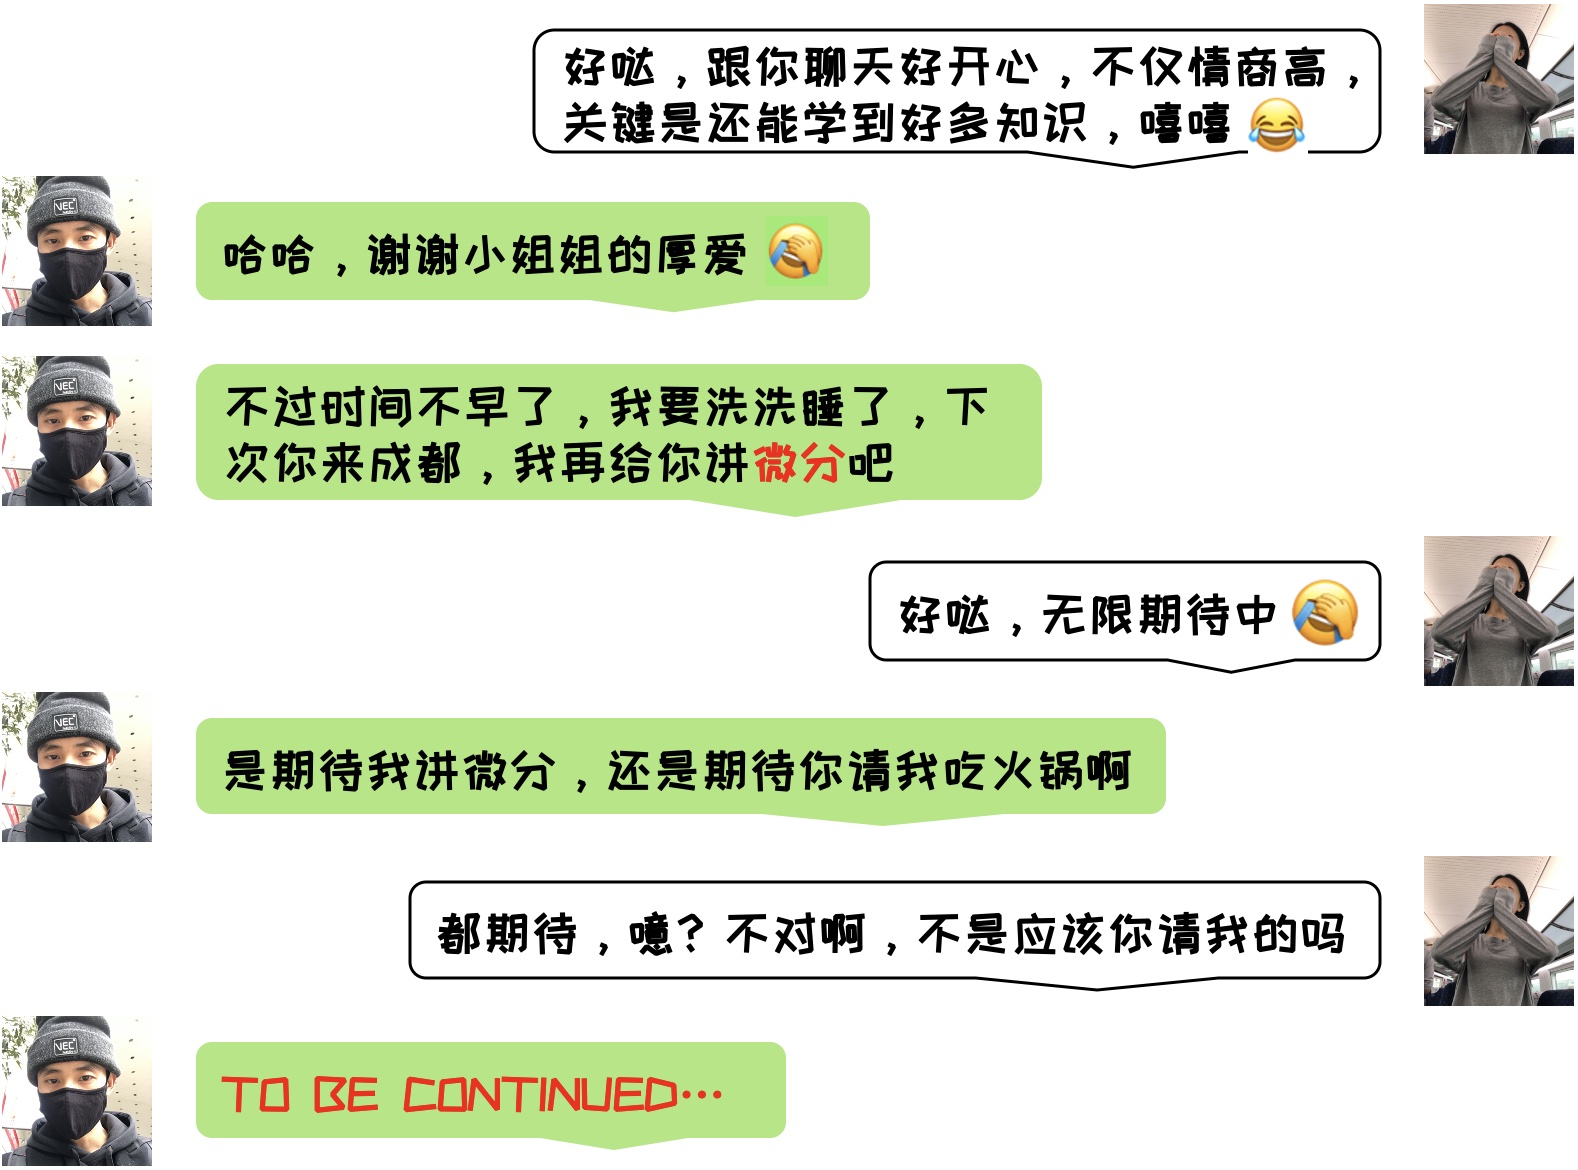 好哒，跟你聊天好开心，不仅情商高，
关键是还能学到好多知识，嘻嘻😂
哈哈，谢谢小姐姐的厚爱🤣
不过时间不早了，我要洗洗睡了，下
次你来成都，我再给你讲微分吧
好哒，无限期待中
是期待我讲微分，还是期待你请我吃火锅啊
都期待，噫？不对啊，不是应该你请我的吗
TO BE CONTINUED…
VEC
VEC
VEC
VEC